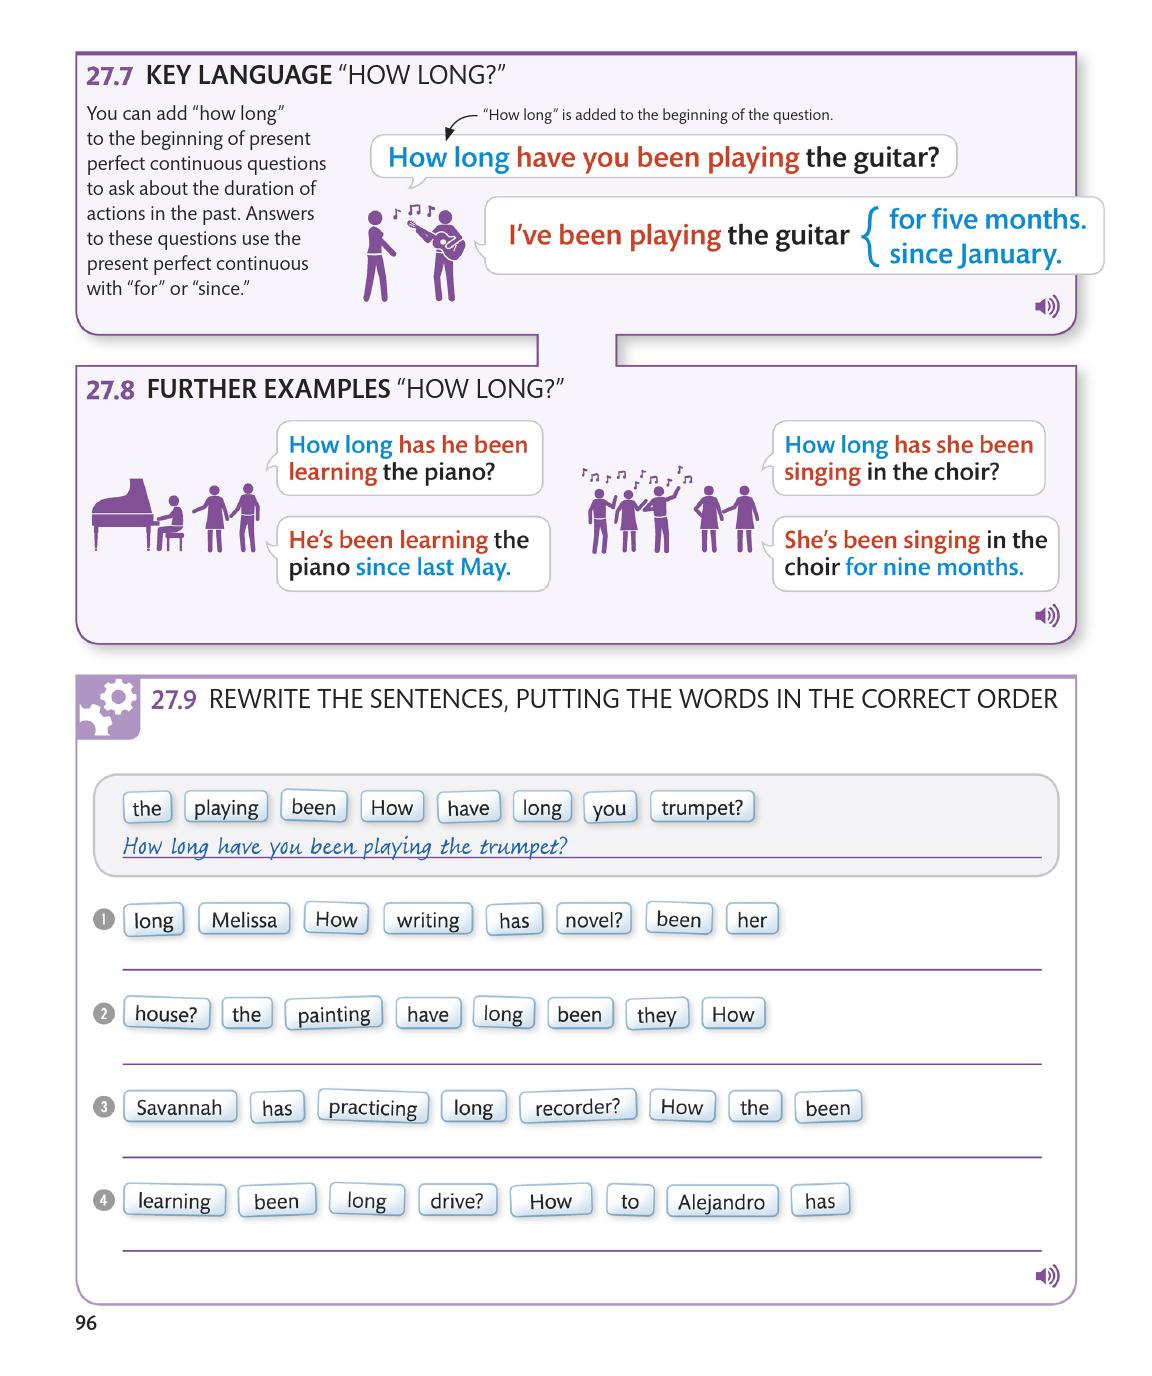 27.7 KEY LANGUAGE “HOW LONG?”
You can add “how long”
to the beginning of present
perfect continuous questions
to ask about the duration of
actions in the past. Answers
to these questions use the
present perfect continuous
with “for” or “since.”
“How long” is added to the beginning of the question.
How long have you been playing the guitar?
I’ve been playing the guitar { for five months.
since January.
27.8 FURTHER EXAMPLES “HOW LONG?”
How long has he been
learning the piano?
He’s been learning the
piano since last May.
How long has she been
singing in the choir?
She’s been singing in the
choir for nine months.
27.9 REWRITE THE SENTENCES, PUTTING THE WORDS IN THE CORRECT ORDER
the playing been How have long you trumpet?
How long have you been playing the trumpet?
1 long Melissa How writing has novel? been her
2 house? the painting have long been they How
3 Savannah has practicing long recorder? How the been
4 learning been long drive? How to Alejandro has
96